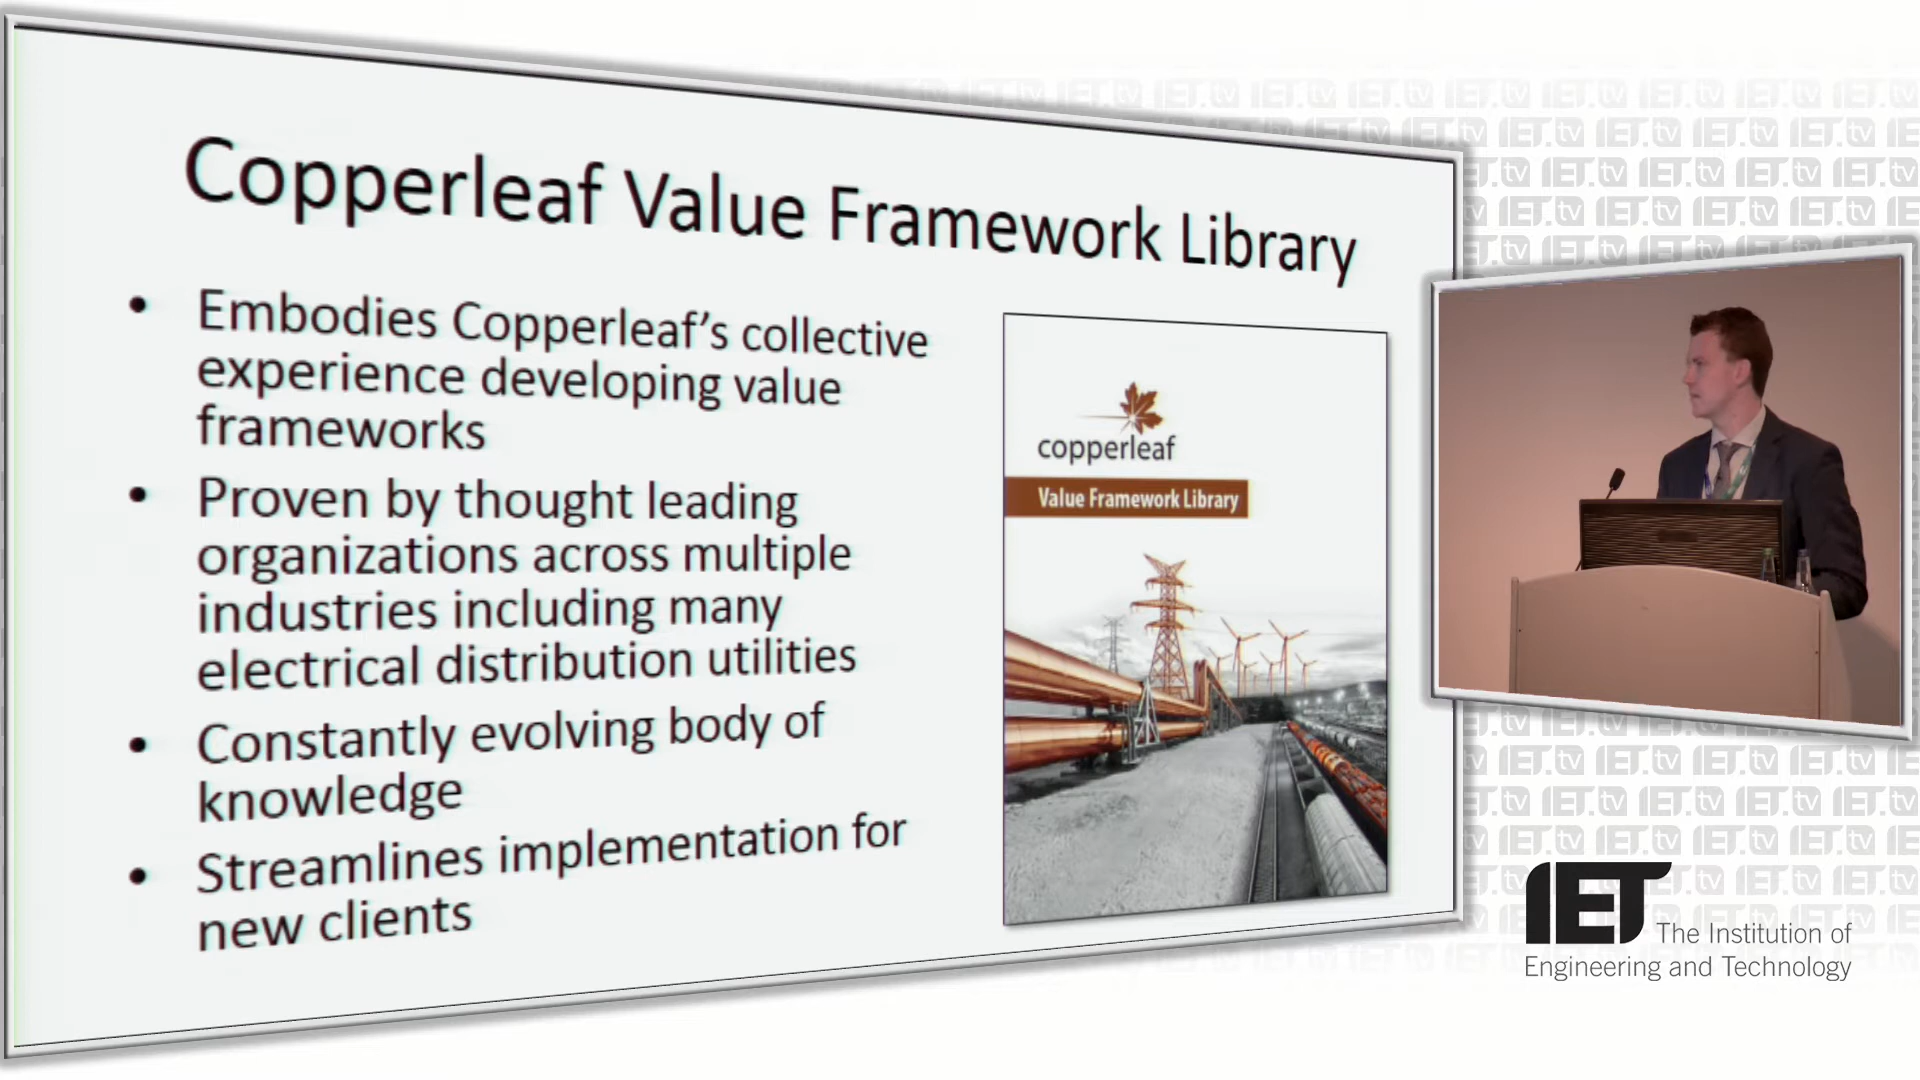 Copperleaf Value Framework Library
• Embodies Copperleaf's collective
experience developing value
frameworks
• Proven by thought leading
organizations across multiple
industries including many
electrical distribution utilities
• Constantly evolving body of
knowledge
• Streamlines implementation for
new clients
copperleaf
Value Framework Library
IET The Institution of
Engineering and Technology
IET.tv